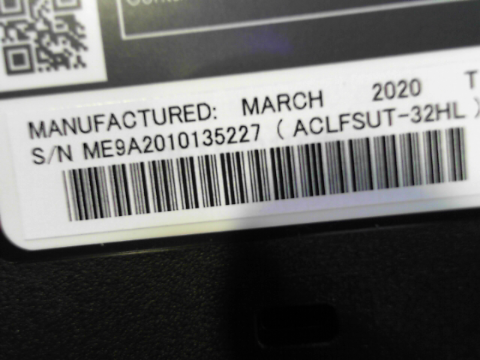 MANUFACTURED: MARCH 2020 T
S/N ME9A2010135227 ( ACLFSUT-32HL )